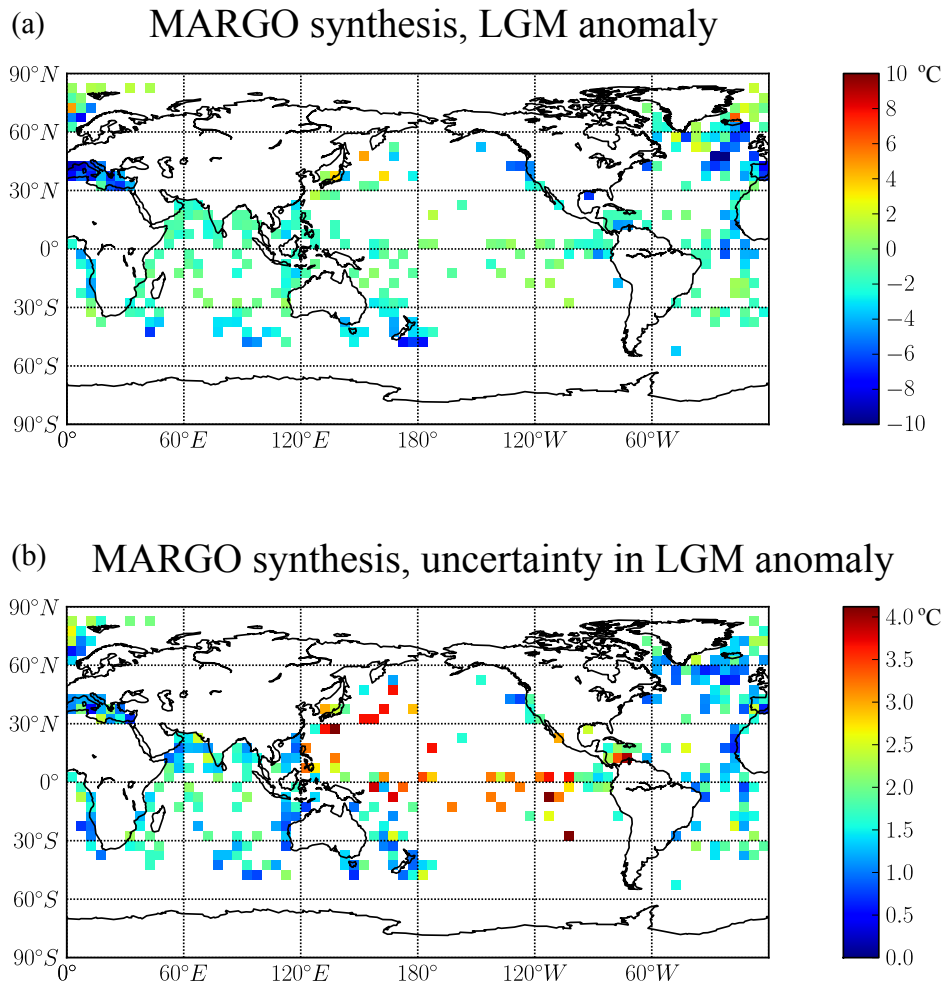 (a) MARGO synthesis, LGM anomaly
90°N
60°N
30°N
0°
30°S
60°S
90°S
0° 60°E 120°E 180° 120°W 60°W
10 ºC
8
6
4
2
0
−2
−4
−6
−8
−10
(b) MARGO synthesis, uncertainty in LGM anomaly
90°N
60°N
30°N
0°
30°S
60°S
90°S
0° 60°E 120°E 180° 120°W 60°W
4.0 ºC
3.5
3.0
2.5
2.0
1.5
1.0
0.5
0.0